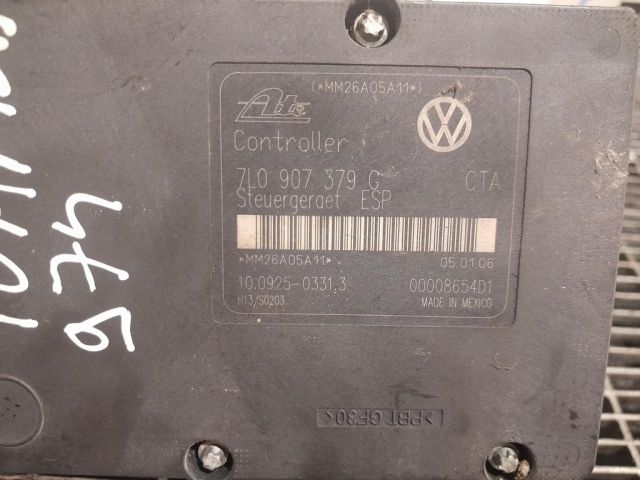 (*MM26A05A11*)
Ate
Controller
7L0 907 379 G CTA
Steuergeraet ESP
*MM26A05A11* 05.01.06
10.0925-0331.3 00008654D1
H13/S0203 MADE IN MEXICO
>PBT GF30<
974